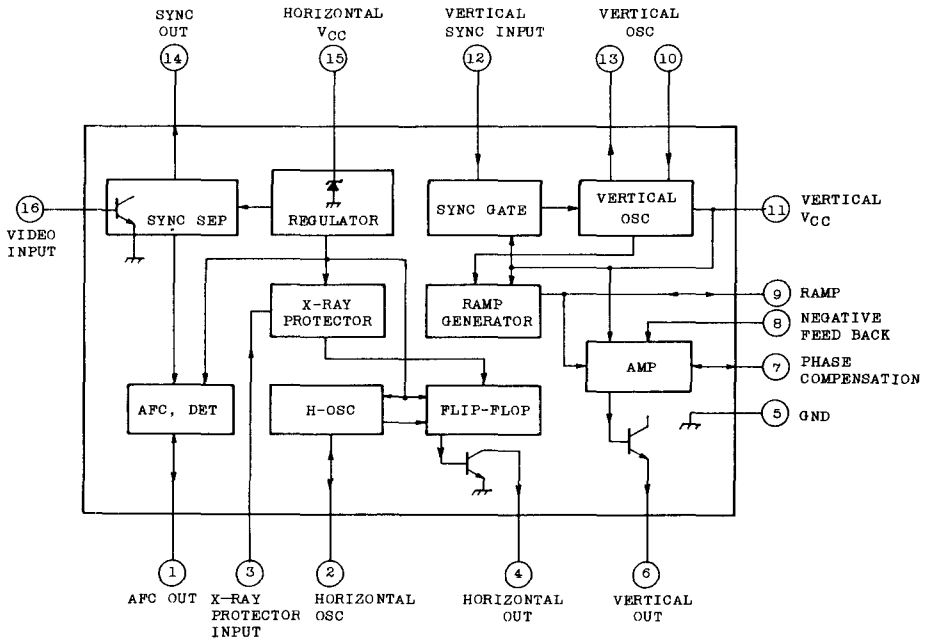 SYNC
OUT
14
HORIZONTAL
VCC
15
VERTICAL
SYNC INPUT
12
VERTICAL
OSC
13
10
16
VIDEO
INPUT
SYNC SEP
REGULATOR
SYNC GATE
VERTICAL
OSC
11
VERTICAL
VCC
X-RAY
PROTECTOR
RAMP
GENERATOR
9
RAMP
8
NEGATIVE
FEED BACK
AMP
7
PHASE
COMPENSATION
AFC, DET
H-OSC
FLIP-FLOP
5
GND
1
AFC OUT
3
X-RAY
PROTECTOR
INPUT
2
HORIZONTAL
OSC
4
HORIZONTAL
OUT
6
VERTICAL
OUT